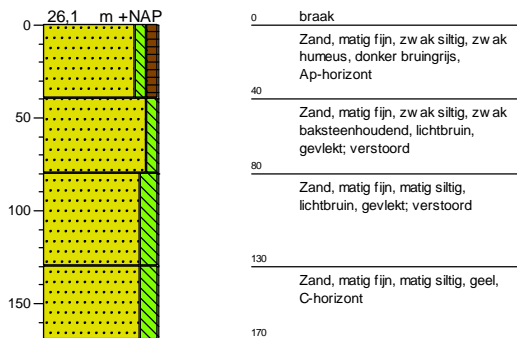 26,1 m +NAP
0 braak
0
Zand, matig fijn, zwak siltig, zwak
humeus, donker bruingrijs,
Ap-horizont
40
Zand, matig fijn, zwak siltig, zwak
baksteenhoudend, lichtbruin,
gevlekt; verstoord
50
80
Zand, matig fijn, matig siltig,
lichtbruin, gevlekt; verstoord
100
130
Zand, matig fijn, matig siltig, geel,
C-horizont
150
170